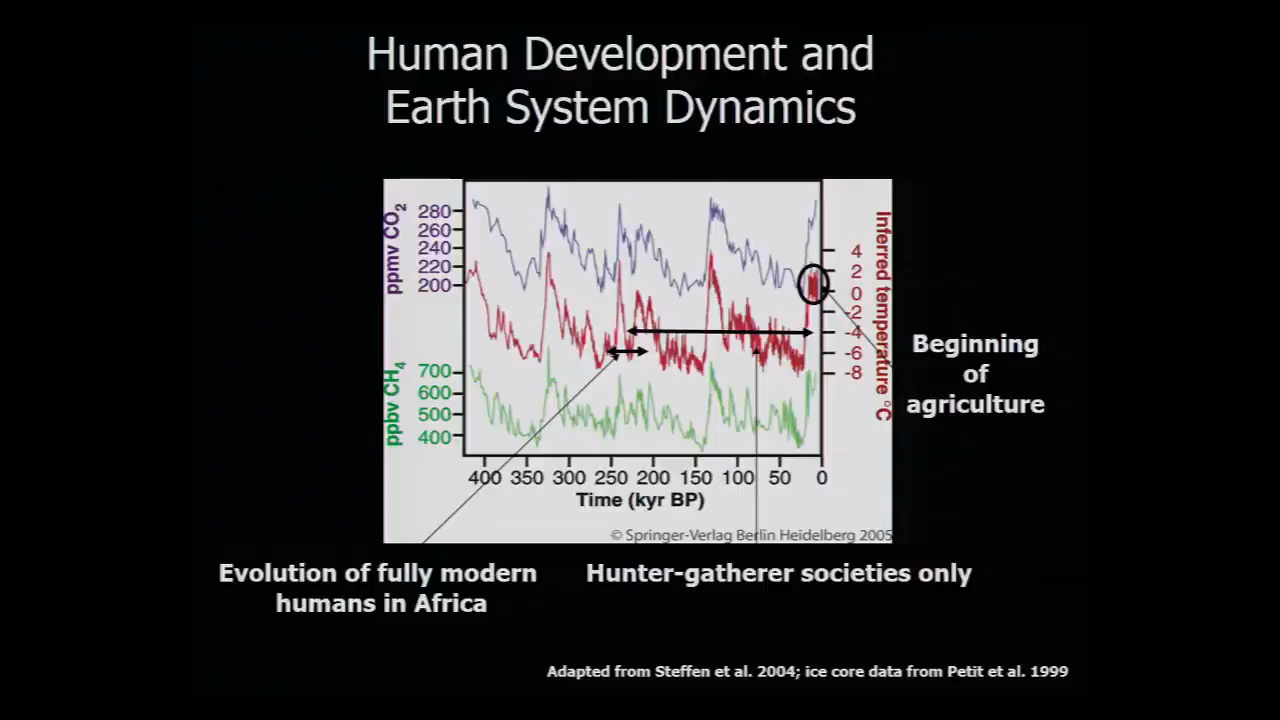 Human Development and
Earth System Dynamics
ppmv CO2
280
260
240
220
200
ppbv CH4
700
600
500
400
4
2
0
-2
-4
-6
-8
Inferred temperature °C
400 350 300 250 200 150 100 50 0
Time (kyr BP)
© Springer-Verlag Berlin Heidelberg 2005
Beginning
of
agriculture
Evolution of fully modern
humans in Africa
Hunter-gatherer societies only
Adapted from Steffen et al. 2004; ice core data from Petit et al. 1999